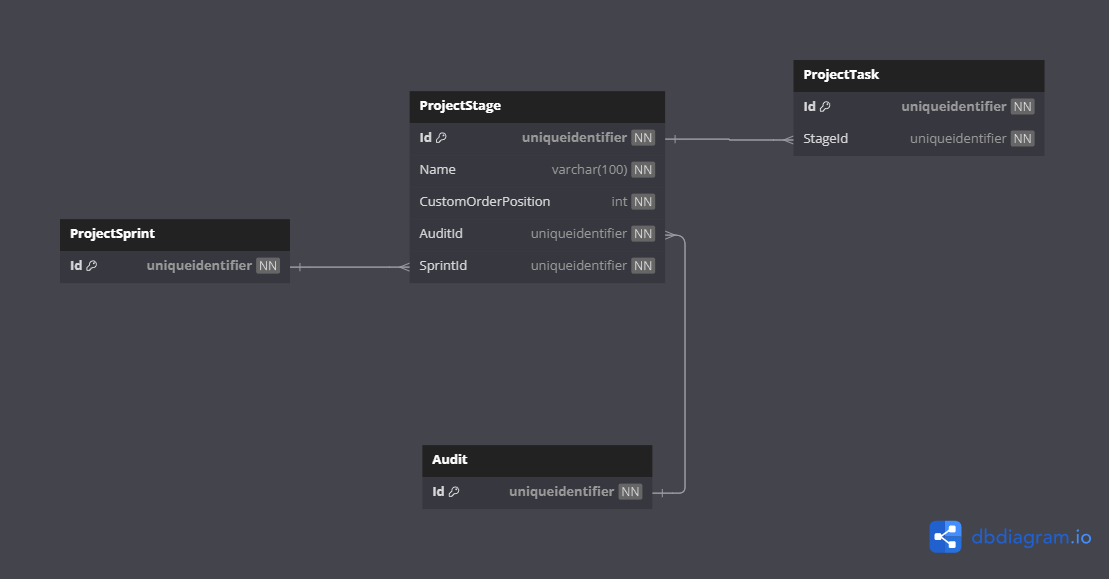 ProjectTask
Id uniqueidentifier NN
StageId uniqueidentifier NN
ProjectStage
Id uniqueidentifier NN
Name varchar(100) NN
CustomOrderPosition int NN
AuditId uniqueidentifier NN
SprintId uniqueidentifier NN
ProjectSprint
Id uniqueidentifier NN
Audit
Id uniqueidentifier NN
dbdiagram.io